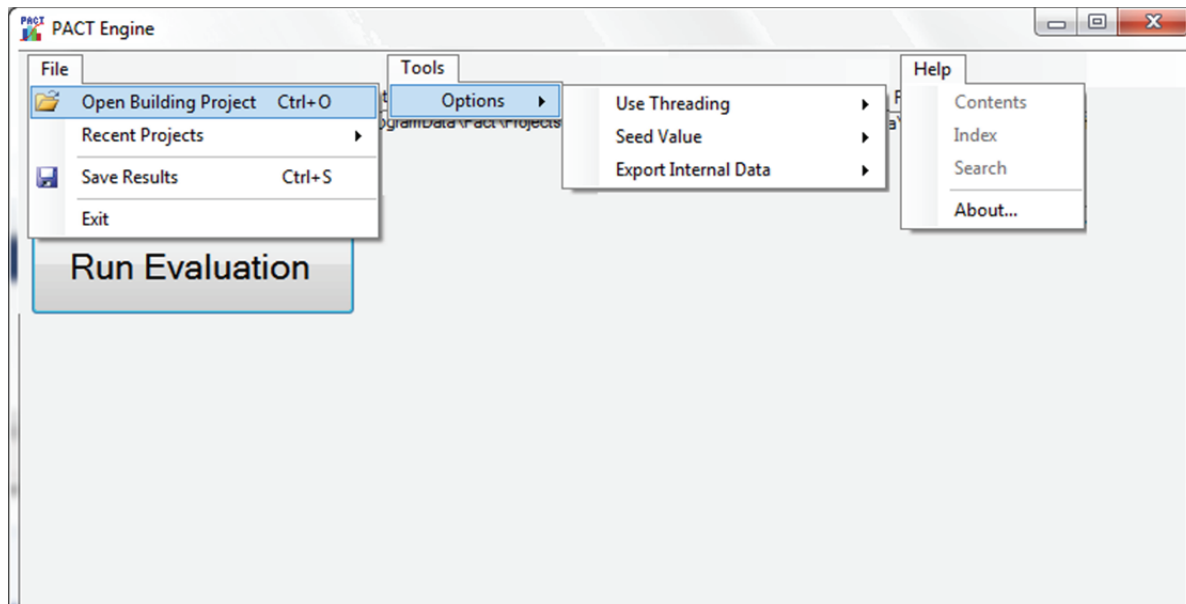 PACT PACT Engine
File Tools Help
Open Building Project Ctrl+O Options Use Threading Contents
Recent Projects Seed Value Index
Save Results Ctrl+S Export Internal Data Search
Exit About...
Run Evaluation